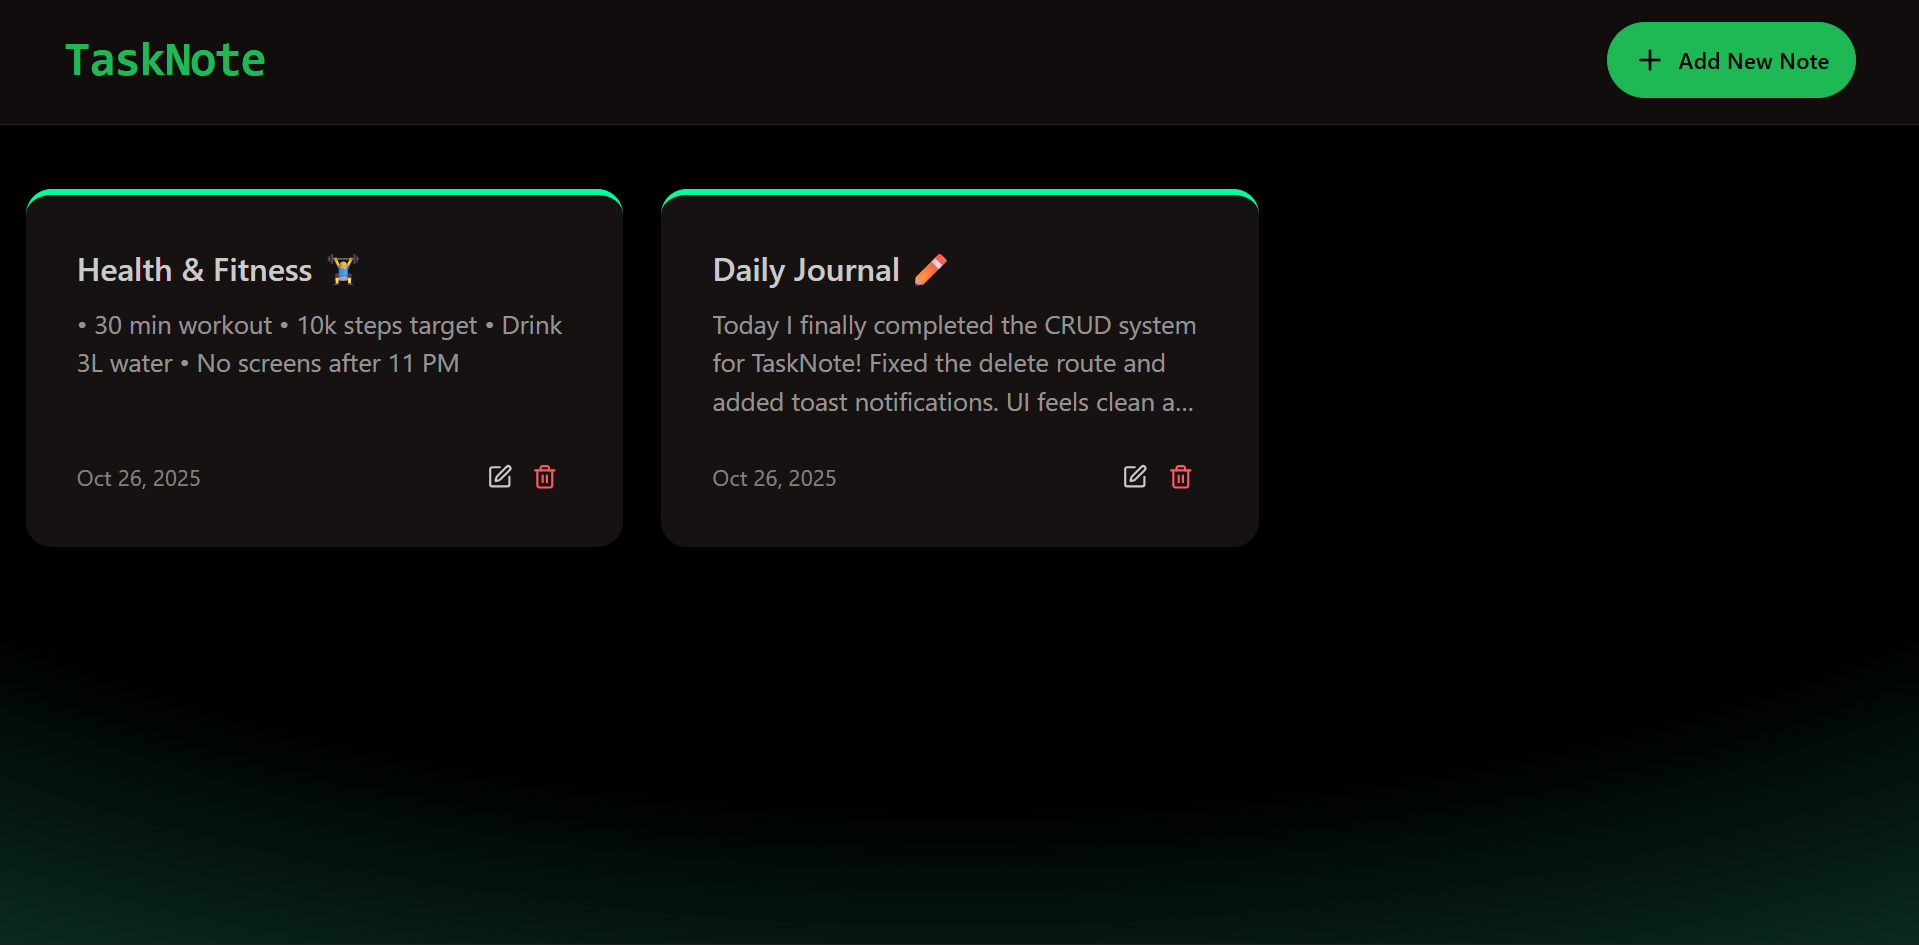 TaskNote
+ Add New Note
Health & Fitness 🏋️
• 30 min workout • 10k steps target • Drink
3L water • No screens after 11 PM
Oct 26, 2025
Daily Journal ✏️
Today I finally completed the CRUD system
for TaskNote! Fixed the delete route and
added toast notifications. UI feels clean a...
Oct 26, 2025